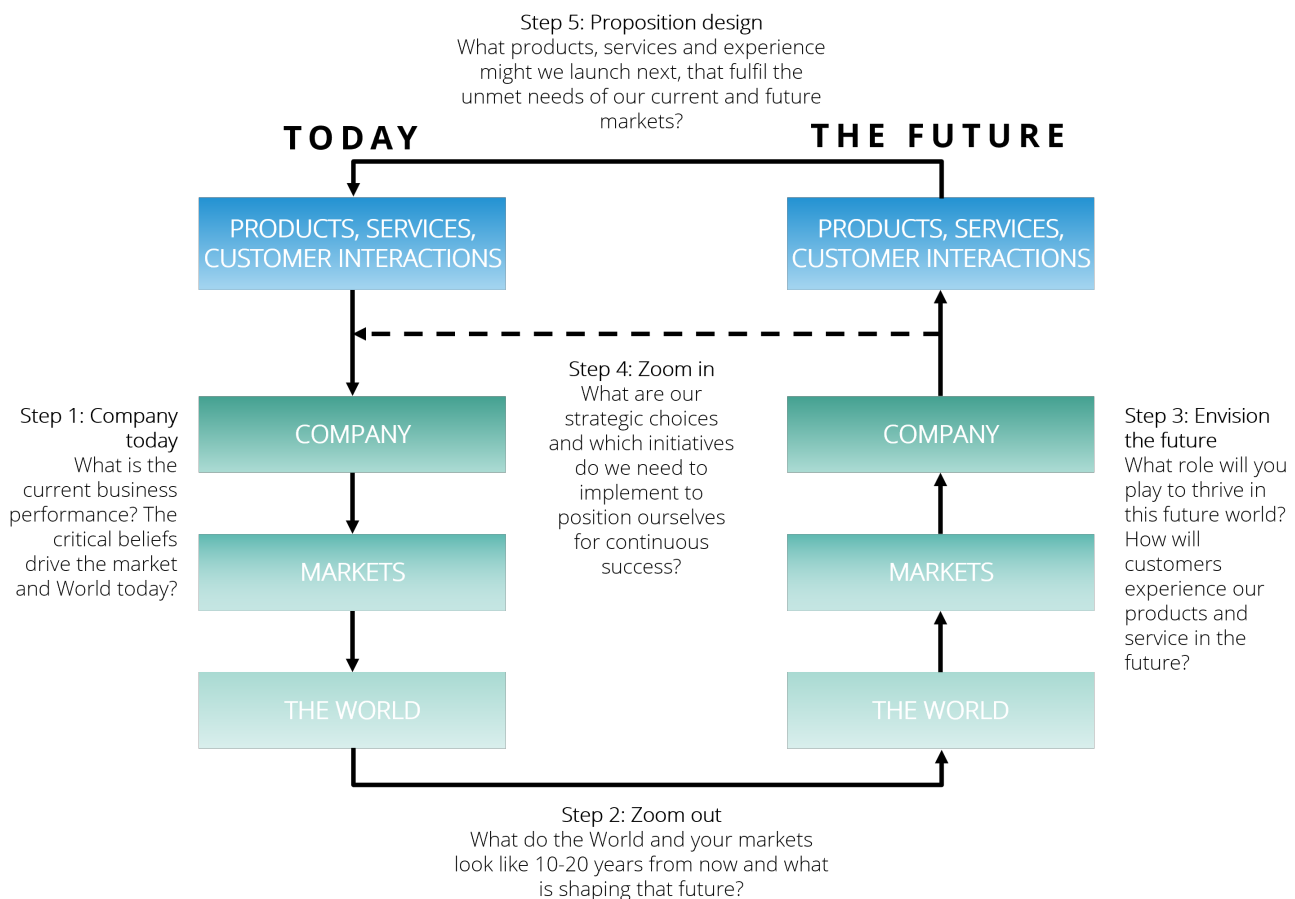 Step 5: Proposition design
What products, services and experience
might we launch next, that fulfil the
unmet needs of our current and future
markets?
TODAY
THE FUTURE
PRODUCTS, SERVICES,
CUSTOMER INTERACTIONS
PRODUCTS, SERVICES,
CUSTOMER INTERACTIONS
Step 1: Company
today
What is the
current business
performance? The
critical beliefs
drive the market
and World today?
COMPANY
MARKETS
THE WORLD
Step 4: Zoom in
What are our
strategic choices
and which initiatives
do we need to
implement to
position ourselves
for continuous
success?
COMPANY
MARKETS
THE WORLD
Step 3: Envision
the future
What role will you
play to thrive in
this future world?
How will
customers
experience our
products and
service in the
future?
Step 2: Zoom out
What do the World and your markets
look like 10-20 years from now and what
is shaping that future?